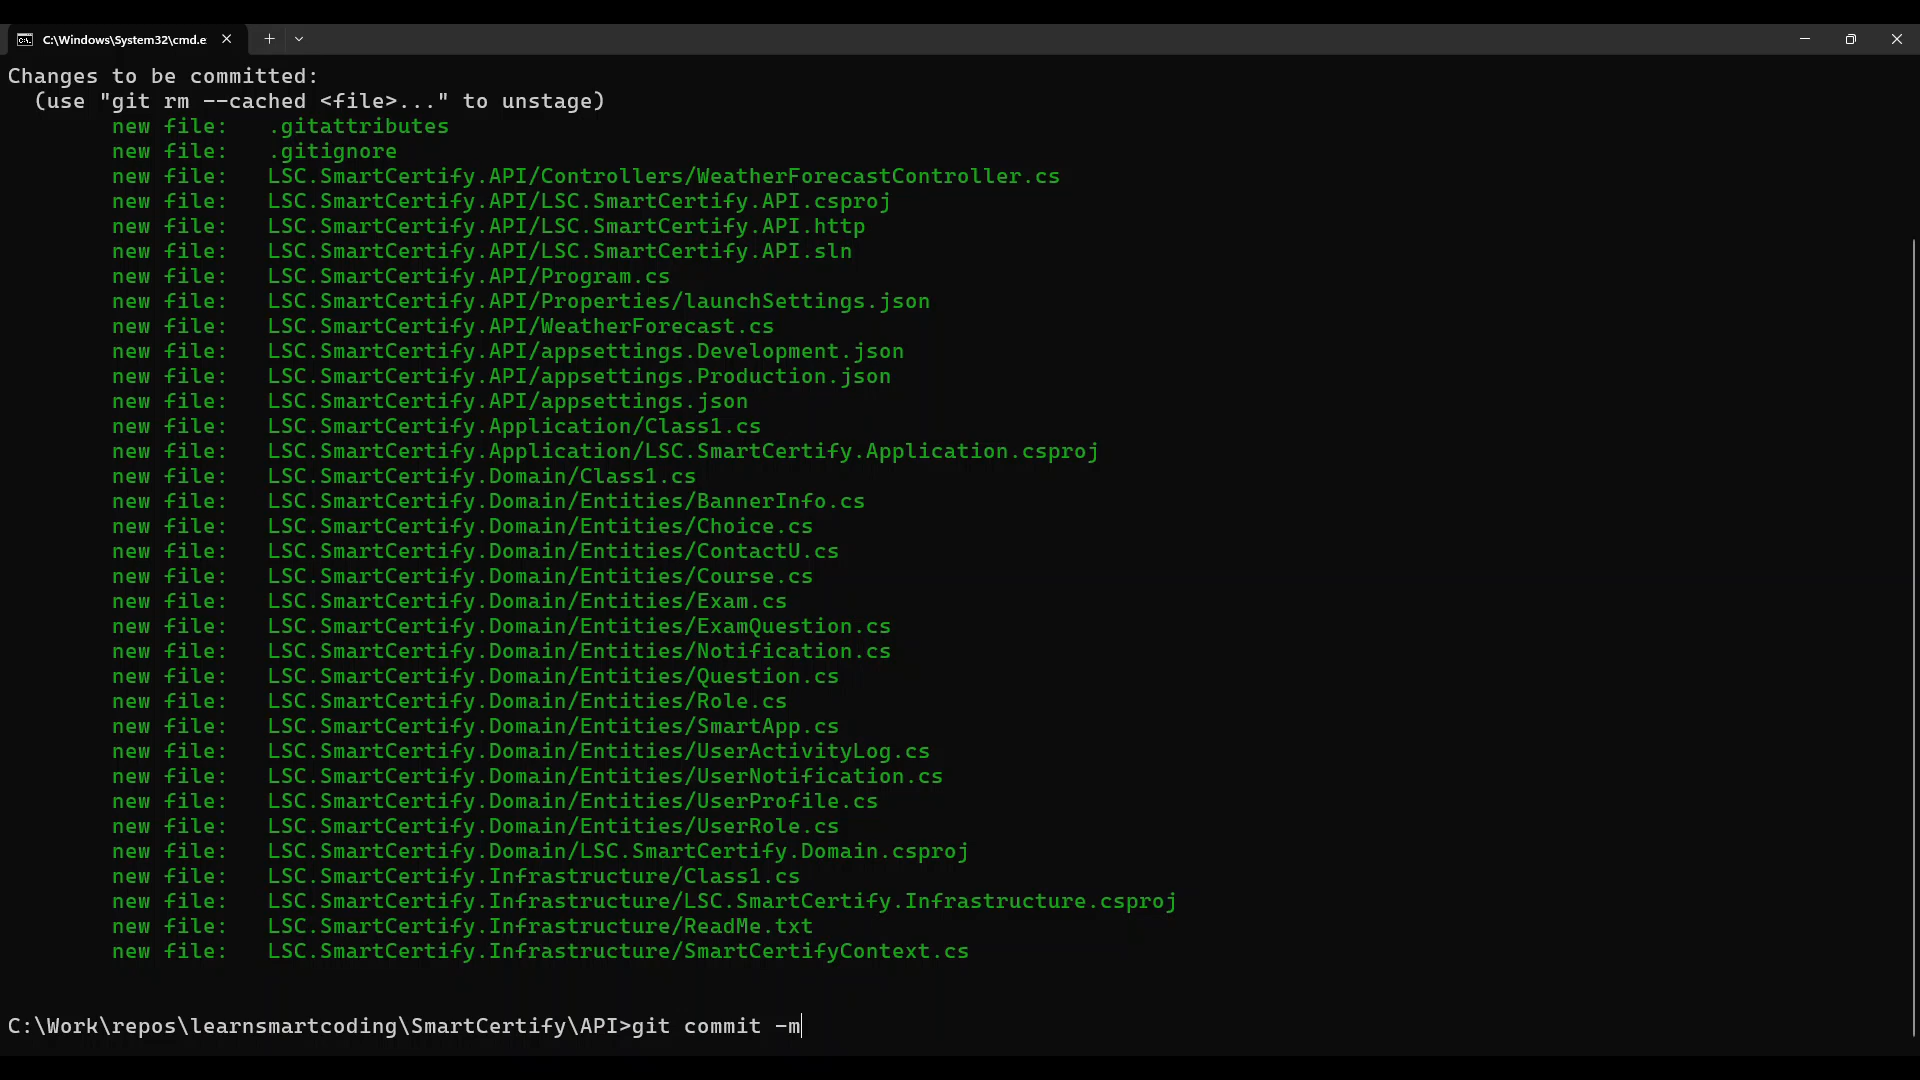 C:\Windows\System32\cmd.e
Changes to be committed:
  (use "git rm --cached <file>..." to unstage)
        new file:   .gitattributes
        new file:   .gitignore
        new file:   LSC.SmartCertify.API/Controllers/WeatherForecastController.cs
        new file:   LSC.SmartCertify.API/LSC.SmartCertify.API.csproj
        new file:   LSC.SmartCertify.API/LSC.SmartCertify.API.http
        new file:   LSC.SmartCertify.API/LSC.SmartCertify.API.sln
        new file:   LSC.SmartCertify.API/Program.cs
        new file:   LSC.SmartCertify.API/Properties/launchSettings.json
        new file:   LSC.SmartCertify.API/WeatherForecast.cs
        new file:   LSC.SmartCertify.API/appsettings.Development.json
        new file:   LSC.SmartCertify.API/appsettings.Production.json
        new file:   LSC.SmartCertify.API/appsettings.json
        new file:   LSC.SmartCertify.Application/Class1.cs
        new file:   LSC.SmartCertify.Application/LSC.SmartCertify.Application.csproj
        new file:   LSC.SmartCertify.Domain/Class1.cs
        new file:   LSC.SmartCertify.Domain/Entities/BannerInfo.cs
        new file:   LSC.SmartCertify.Domain/Entities/Choice.cs
        new file:   LSC.SmartCertify.Domain/Entities/ContactU.cs
        new file:   LSC.SmartCertify.Domain/Entities/Course.cs
        new file:   LSC.SmartCertify.Domain/Entities/Exam.cs
        new file:   LSC.SmartCertify.Domain/Entities/ExamQuestion.cs
        new file:   LSC.SmartCertify.Domain/Entities/Notification.cs
        new file:   LSC.SmartCertify.Domain/Entities/Question.cs
        new file:   LSC.SmartCertify.Domain/Entities/Role.cs
        new file:   LSC.SmartCertify.Domain/Entities/SmartApp.cs
        new file:   LSC.SmartCertify.Domain/Entities/UserActivityLog.cs
        new file:   LSC.SmartCertify.Domain/Entities/UserNotification.cs
        new file:   LSC.SmartCertify.Domain/Entities/UserProfile.cs
        new file:   LSC.SmartCertify.Domain/Entities/UserRole.cs
        new file:   LSC.SmartCertify.Domain/LSC.SmartCertify.Domain.csproj
        new file:   LSC.SmartCertify.Infrastructure/Class1.cs
        new file:   LSC.SmartCertify.Infrastructure/LSC.SmartCertify.Infrastructure.csproj
        new file:   LSC.SmartCertify.Infrastructure/ReadMe.txt
        new file:   LSC.SmartCertify.Infrastructure/SmartCertifyContext.cs
C:\Work\repos\learnsmartcoding\SmartCertify\API>git commit -m